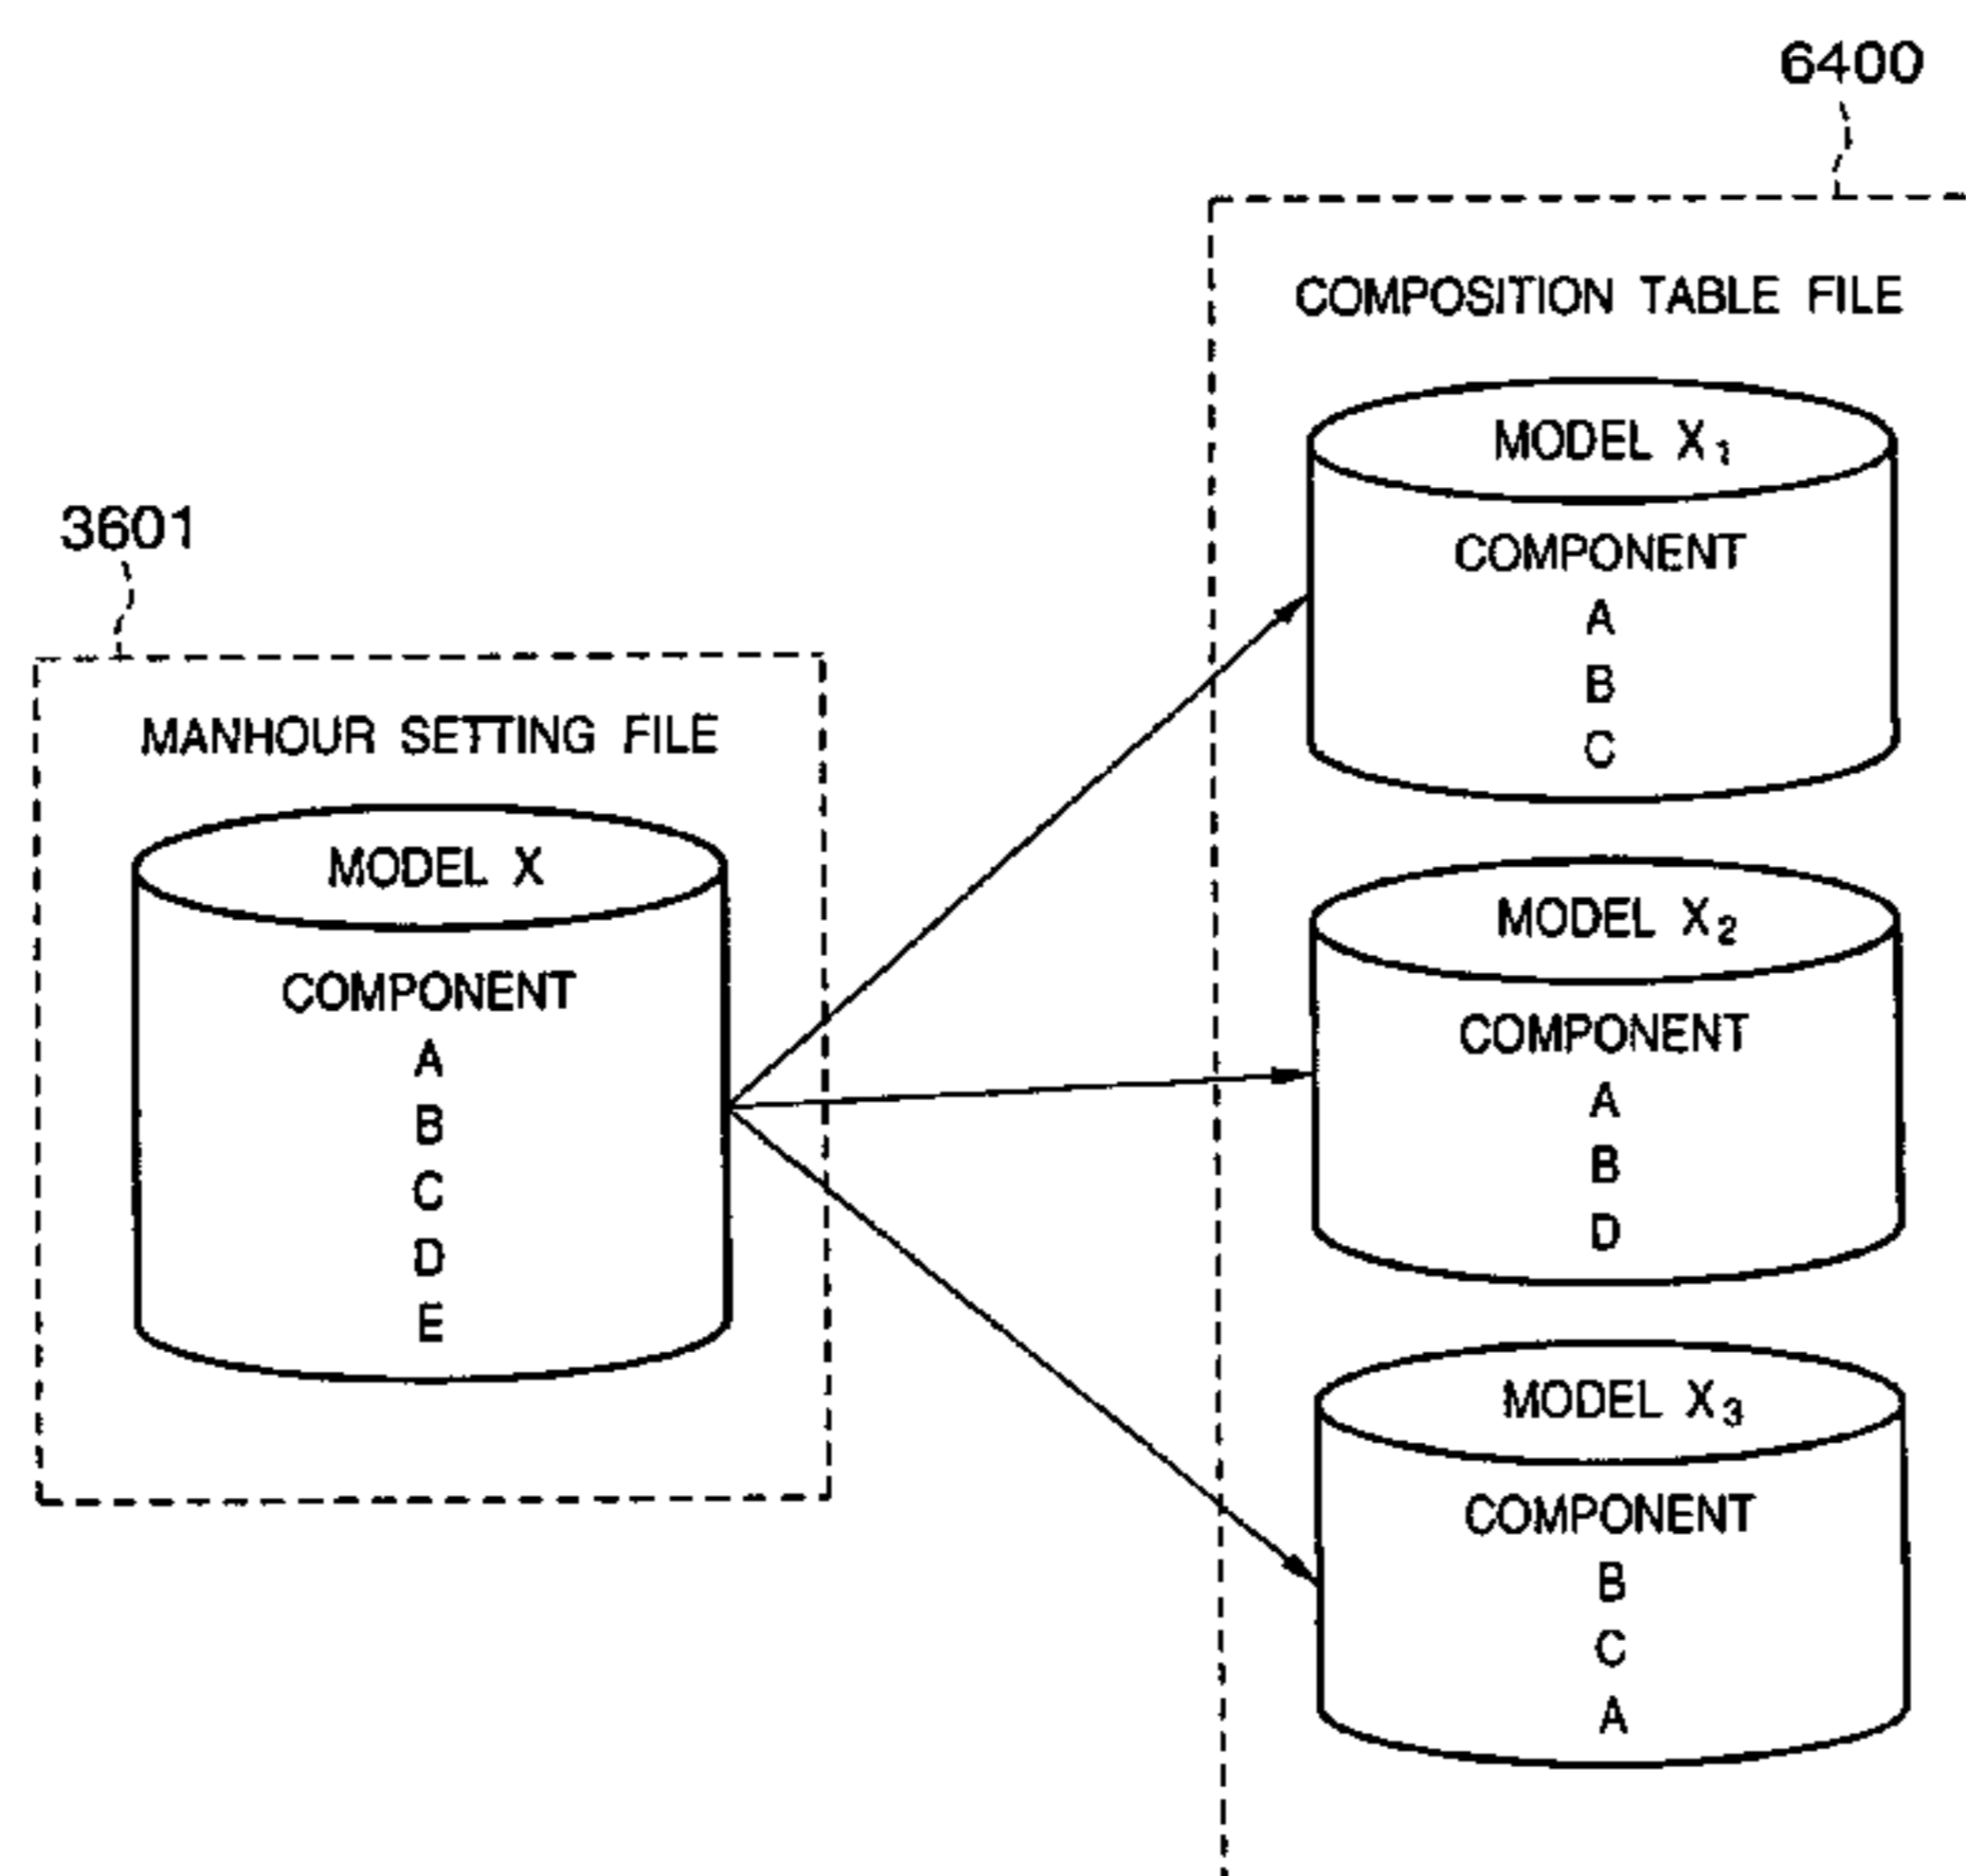 6400
COMPOSITION TABLE FILE
MODEL X₁
COMPONENT
A
B
C
3601
MANHOUR SETTING FILE
MODEL X
COMPONENT
A
B
C
D
E
MODEL X₂
COMPONENT
A
B
D
MODEL X₃
COMPONENT
B
C
A